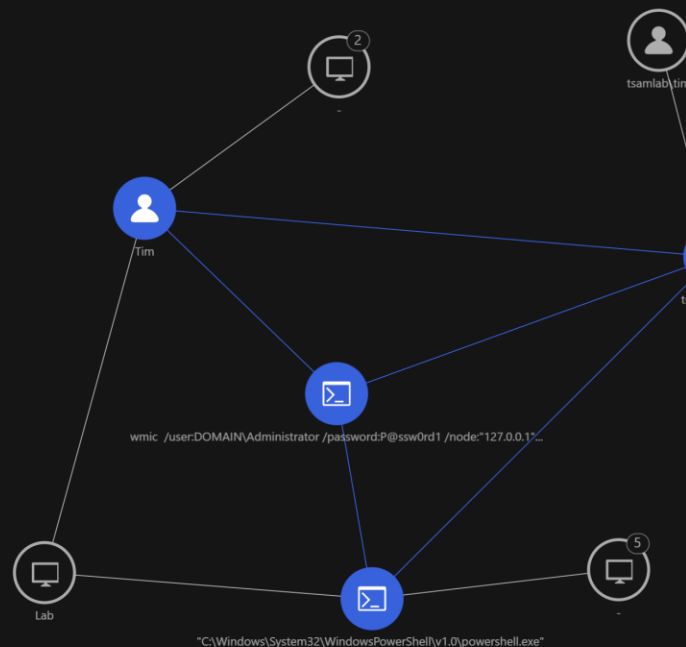 2
tsamlab\tim
-
Tim
t
wmic /user:DOMAIN\Administrator /password:P@ssw0rd1 /node:"127.0.0.1"...
5
Lab
-
"C:\Windows\System32\WindowsPowerShell\v1.0\powershell.exe"